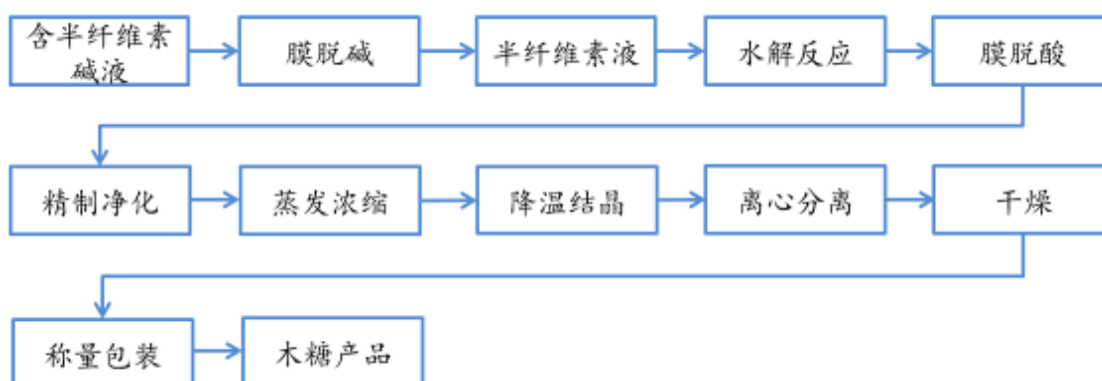 含半纤维素
碱液
膜脱碱
半纤维素液
水解反应
膜脱酸
精制净化
蒸发浓缩
降温结晶
离心分离
干燥
称量包装
木糖产品